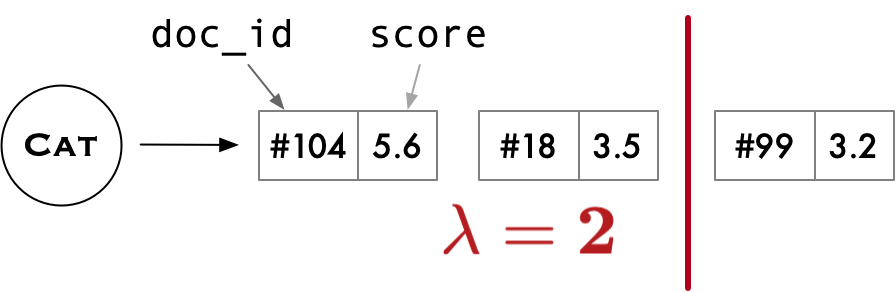 doc_id score
CAT #104 5.6 #18 3.5 #99 3.2
λ = 2